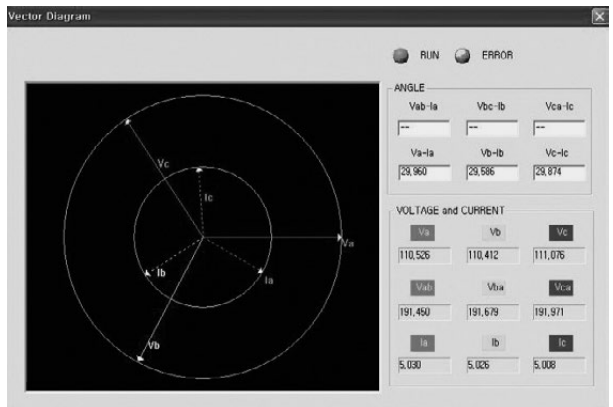 Vector Diagram
RUN ERROR
ANGLE
Vab-Ia Vbc-Ib Vca-Ic
-- -- --
Va-Ia Vb-Ib Vc-Ic
29,960 29,586 29,874
VOLTAGE and CURRENT
Va Vb Vc
110,526 110,412 111,076
Vab Vba Vca
191,450 191,679 191,971
Ia Ib Ic
5,030 5,026 5,008
Vc
Ic
Va
Ib
Ia
Vb